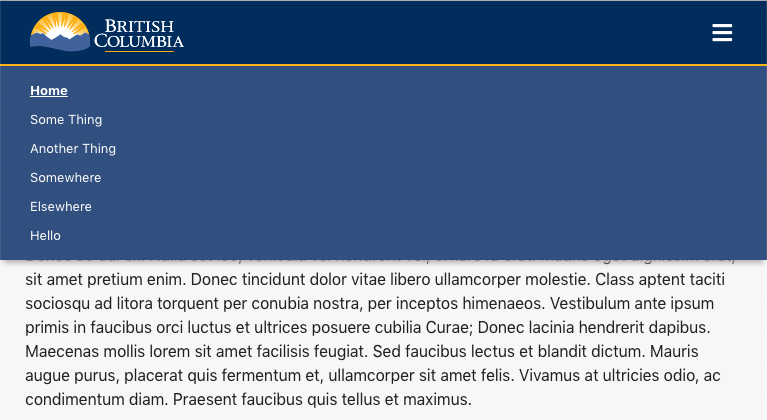 BRITISH
COLUMBIA
Home
Some Thing
Another Thing
Somewhere
Elsewhere
Hello
sit amet pretium enim. Donec tincidunt dolor vitae libero ullamcorper molestie. Class aptent taciti
sociosqu ad litora torquent per conubia nostra, per inceptos himenaeos. Vestibulum ante ipsum
primis in faucibus orci luctus et ultrices posuere cubilia Curae; Donec lacinia hendrerit dapibus.
Maecenas mollis lorem sit amet facilisis feugiat. Sed faucibus lectus et blandit dictum. Mauris
augue purus, placerat quis fermentum et, ullamcorper sit amet felis. Vivamus at ultricies odio, ac
condimentum diam. Praesent faucibus quis tellus et maximus.